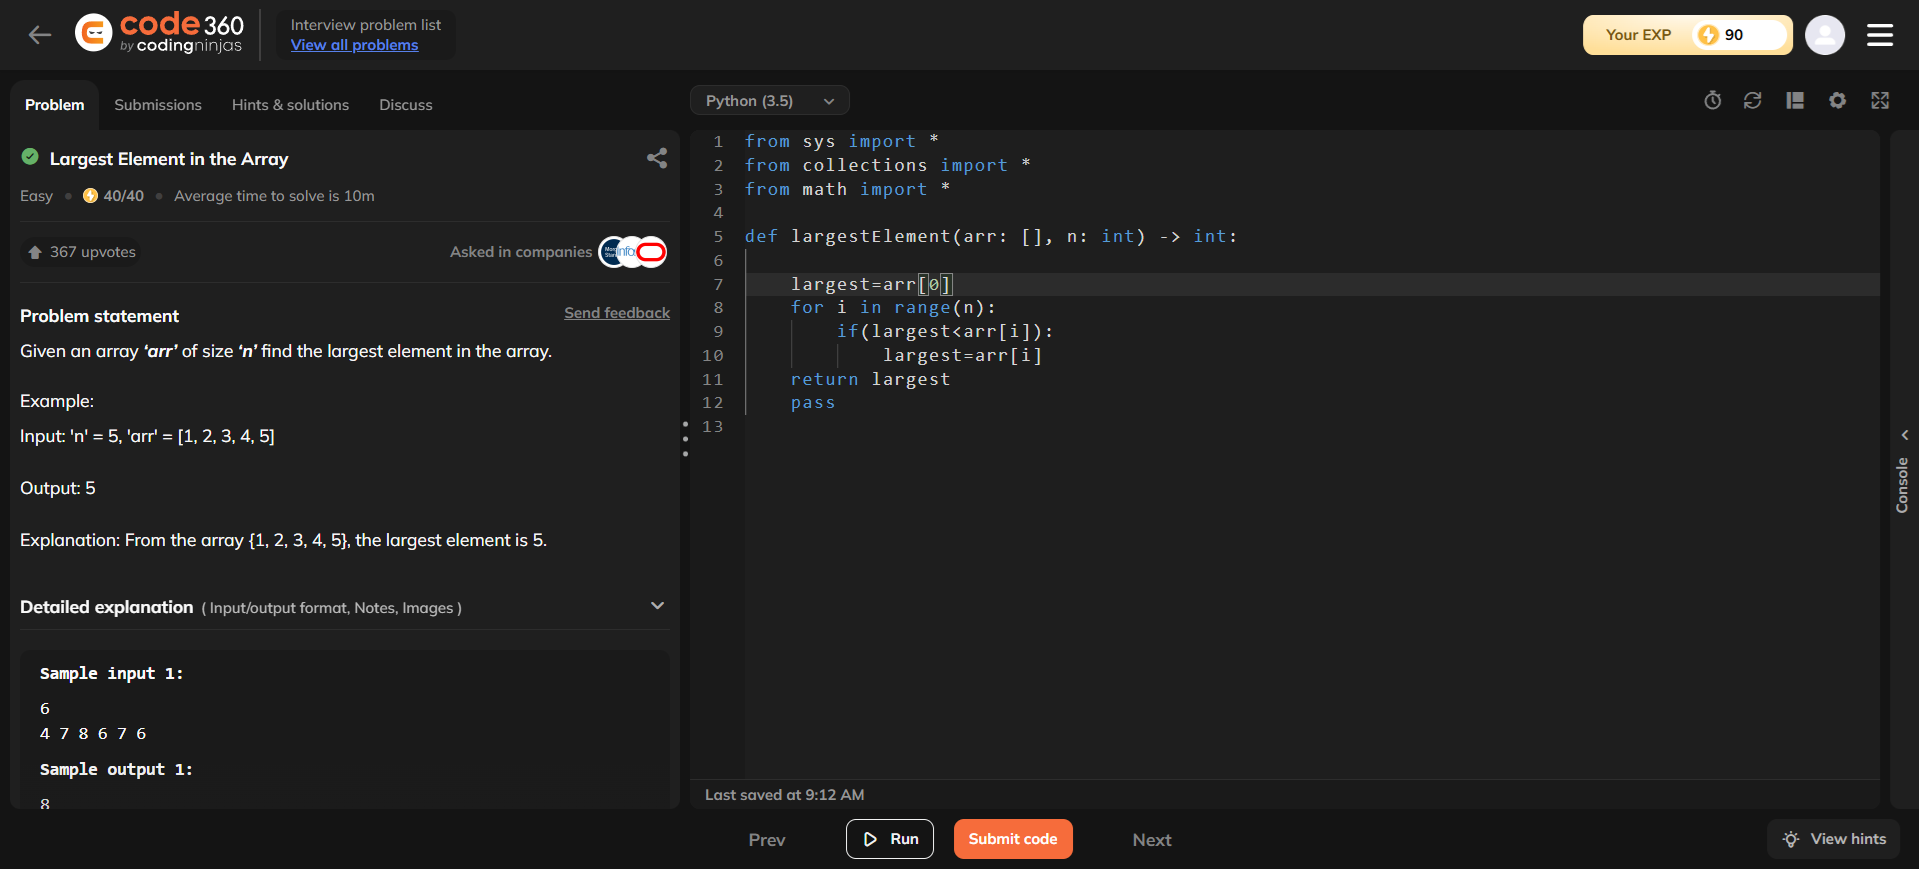 code 360
by codingninjas
Interview problem list
View all problems
Your EXP 90
Problem Submissions Hints & solutions Discuss
Largest Element in the Array
Easy 40/40 Average time to solve is 10m
367 upvotes Asked in companies
Problem statement Send feedback
Given an array ‘arr’ of size ‘n’ find the largest element in the array.
Example:
Input: 'n' = 5, 'arr' = [1, 2, 3, 4, 5]
Output: 5
Explanation: From the array {1, 2, 3, 4, 5}, the largest element is 5.
Detailed explanation ( Input/output format, Notes, Images )
Sample input 1:
6
4 7 8 6 7 6
Sample output 1:
8
Python (3.5)
1 from sys import *
2 from collections import *
3 from math import *
4
5 def largestElement(arr: [], n: int) -> int:
6
7 largest=arr[0]
8 for i in range(n):
9 if(largest<arr[i]):
10 largest=arr[i]
11 return largest
12 pass
13
Last saved at 9:12 AM
Console
Prev Run Submit code Next View hints